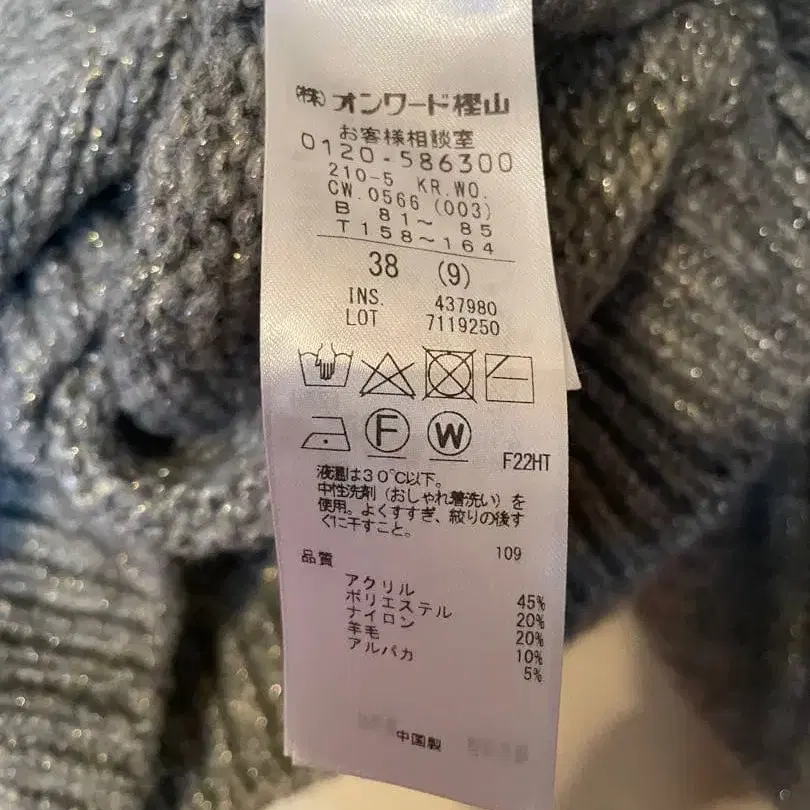 (株)オンワード樫山
お客様相談室
0120-586300
210-5 KR.WO.
CW.0566 (003)
B 81~ 85
T158~164
38 (9)
INS. 437980
LOT 7119250
F W
F22HT
液温は30℃以下。
中性洗剤(おしゃれ着洗い)を
使用。よくすすぎ、絞りの後す
ぐに干すこと。
109
品質
アクリル 45%
ポリエステル 20%
ナイロン 20%
羊毛 10%
アルパカ 5%
中国製